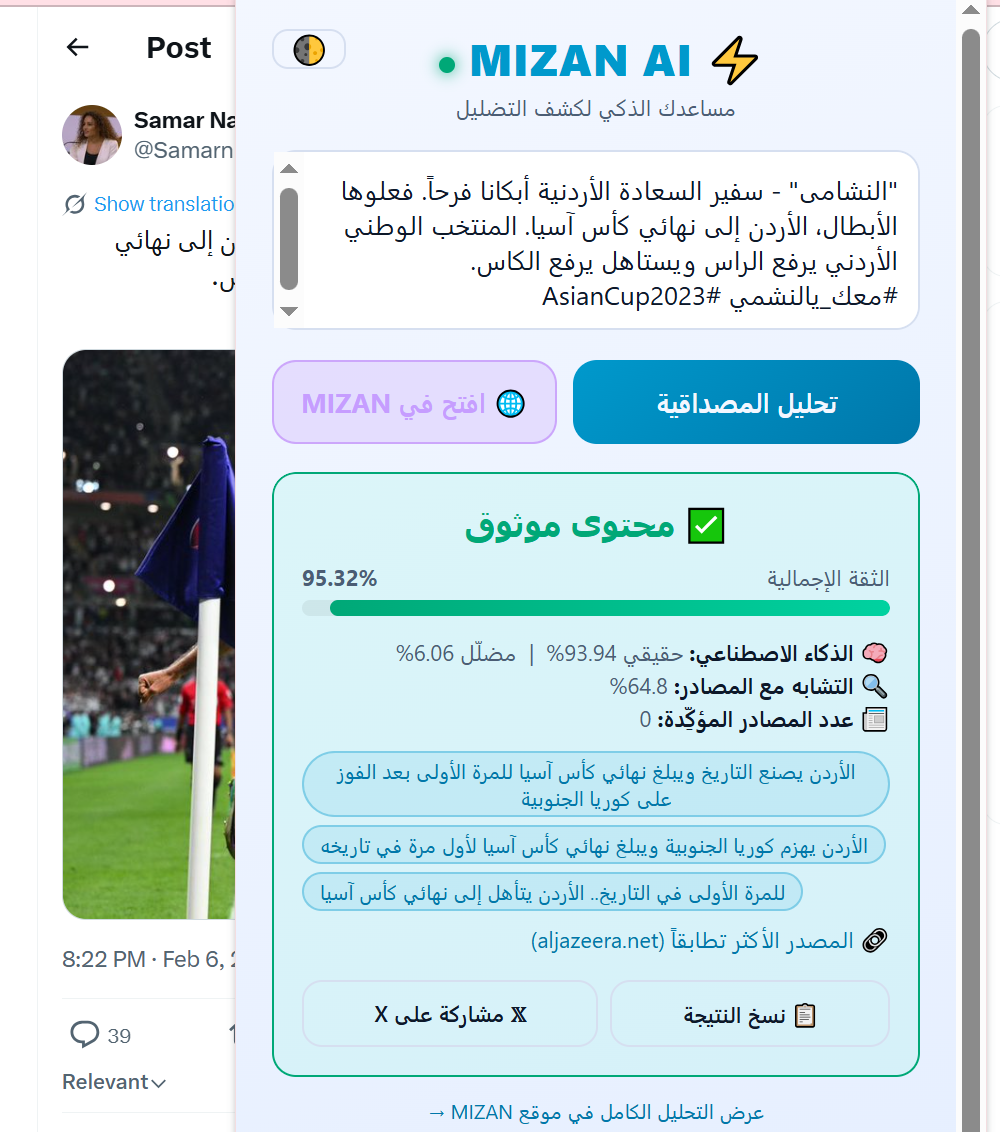 Post
Samar Na
@Samarn
Show translatio
ن إلى نهائي
س.
8:22 PM · Feb 6, 2
39
Relevant
MIZAN AI
مساعدك الذكي لكشف التضليل
"النشامى" - سفير السعادة الأردنية أبكانا فرحاً. فعلوها
الأبطال، الأردن إلى نهائي كأس آسيا. المنتخب الوطني
الأردني يرفع الراس ويستاهل يرفع الكاس.
#معك_يالنشمي #AsianCup2023
تحليل المصداقية
افتح في MIZAN
محتوى موثوق
الثقة الإجمالية
95.32%
الذكاء الاصطناعي: حقيقي 93.94% | مضلّل 6.06%
التشابه مع المصادر: 64.8%
عدد المصادر المؤكِّدة: 0
الأردن يصنع التاريخ ويبلغ نهائي كأس آسيا للمرة الأولى بعد الفوز
على كوريا الجنوبية
الأردن يهزم كوريا الجنوبية ويبلغ نهائي كأس آسيا لأول مرة في تاريخه
للمرة الأولى في التاريخ.. الأردن يتأهل إلى نهائي كأس آسيا
المصدر الأكثر تطابقاً (aljazeera.net)
نسخ النتيجة
𝕏 مشاركة على X
عرض التحليل الكامل في موقع MIZAN →